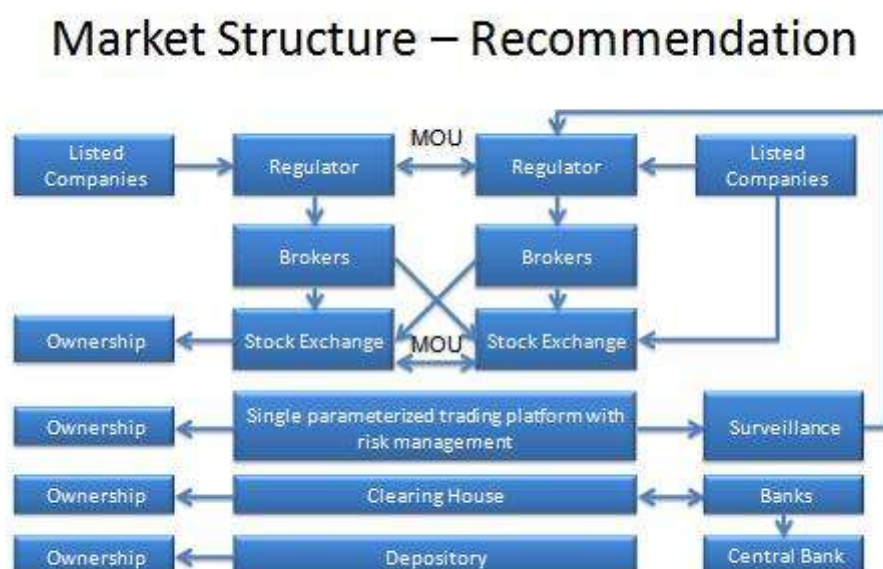 Market Structure – Recommendation
MOU
Listed
Companies
Regulator
Regulator
Listed
Companies
Brokers
Brokers
Ownership
Stock Exchange
MOU
Stock Exchange
Ownership
Single parameterized trading platform with
risk management
Surveillance
Ownership
Clearing House
Banks
Ownership
Depository
Central Bank